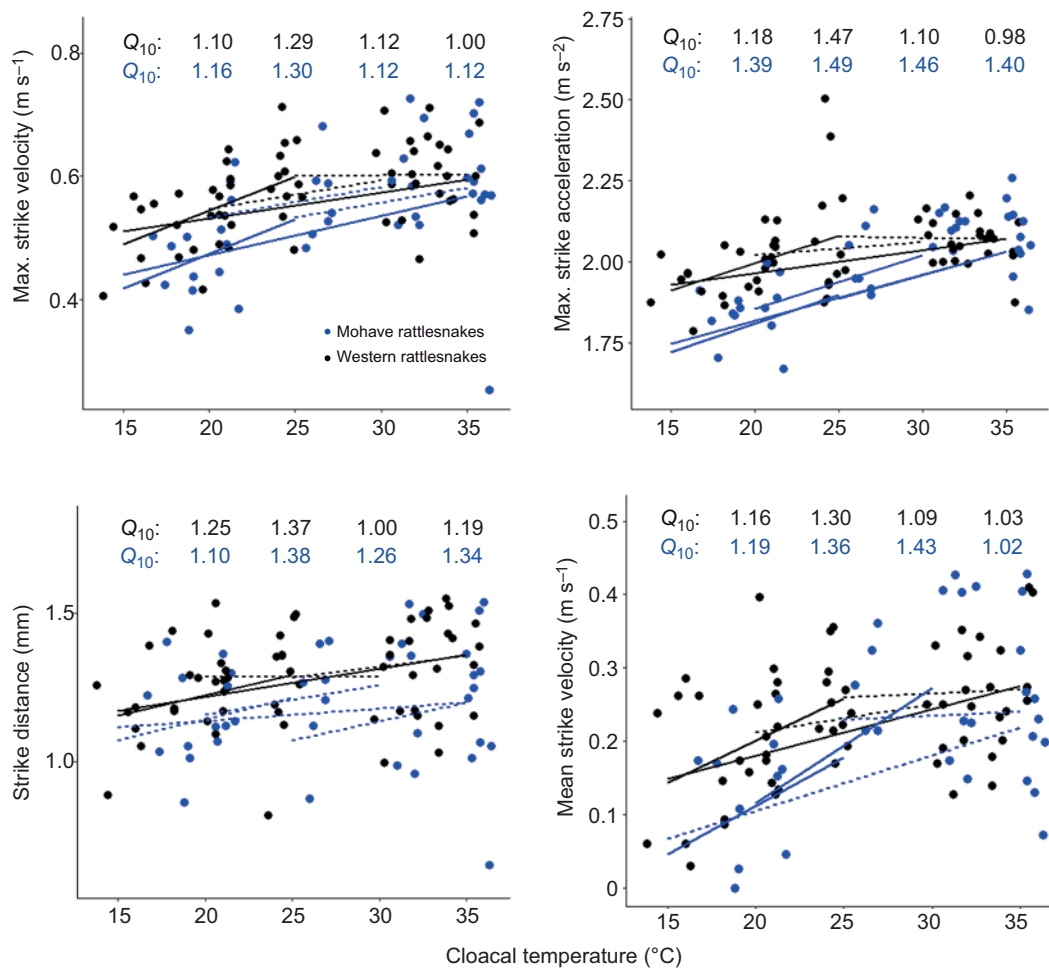 Q10: 1.10 1.29 1.12 1.00
Q10: 1.16 1.30 1.12 1.12
Max. strike velocity (m s−1)
0.8
0.6
0.4
Mohave rattlesnakes
Western rattlesnakes
15 20 25 30 35
Q10: 1.18 1.47 1.10 0.98
Q10: 1.39 1.49 1.46 1.40
Max. strike acceleration (m s−2)
2.75
2.50
2.25
2.00
1.75
15 20 25 30 35
Q10: 1.25 1.37 1.00 1.19
Q10: 1.10 1.38 1.26 1.34
Strike distance (mm)
1.5
1.0
15 20 25 30 35
Q10: 1.16 1.30 1.09 1.03
Q10: 1.19 1.36 1.43 1.02
Mean strike velocity (m s−1)
0.5
0.4
0.3
0.2
0.1
0
15 20 25 30 35
Cloacal temperature (°C)